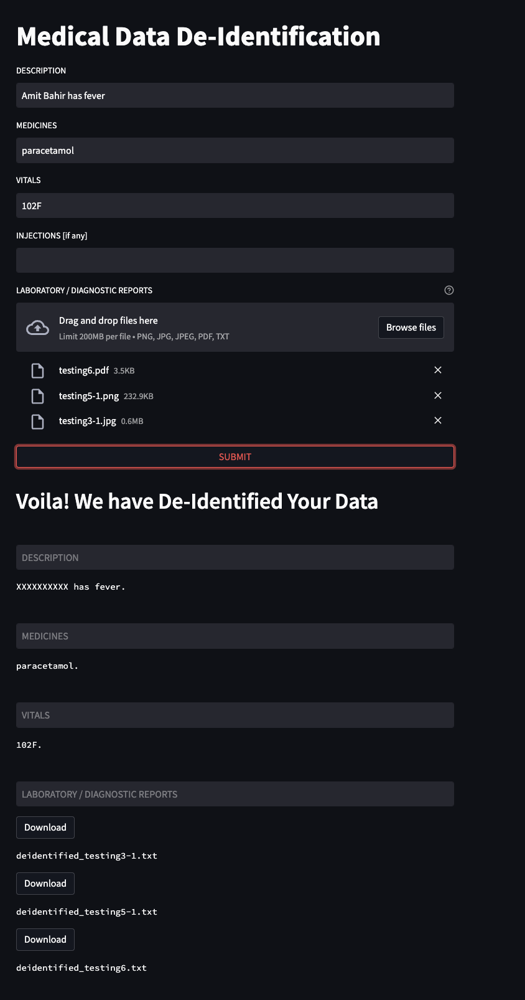 Medical Data De-Identification
DESCRIPTION
Amit Bahir has fever
MEDICINES
paracetamol
VITALS
102F
INJECTIONS [if any]
LABORATORY / DIAGNOSTIC REPORTS
Drag and drop files here
Limit 200MB per file • PNG, JPG, JPEG, PDF, TXT
Browse files
testing6.pdf 3.5KB
testing5-1.png 232.9KB
testing3-1.jpg 0.6MB
SUBMIT
Voila! We have De-Identified Your Data
DESCRIPTION
XXXXXXXXXX has fever.
MEDICINES
paracetamol.
VITALS
102F.
LABORATORY / DIAGNOSTIC REPORTS
Download
deidentified_testing3-1.txt
Download
deidentified_testing5-1.txt
Download
deidentified_testing6.txt